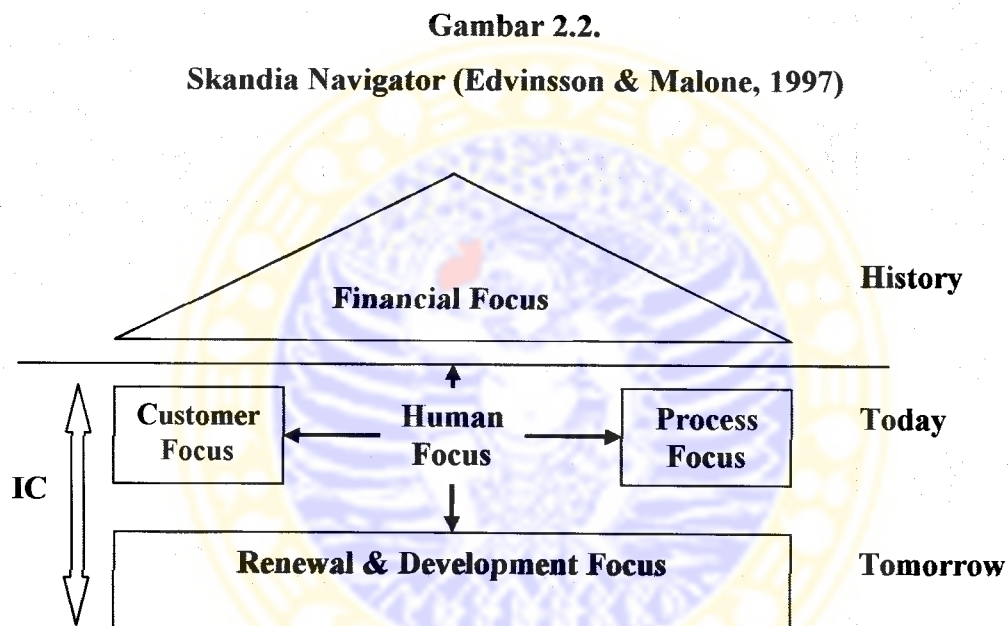 Gambar 2.2.
Skandia Navigator (Edvinsson & Malone, 1997)
Financial Focus
History
Customer
Focus
Human
Focus
Process
Focus
Today
IC
Renewal & Development Focus
Tomorrow